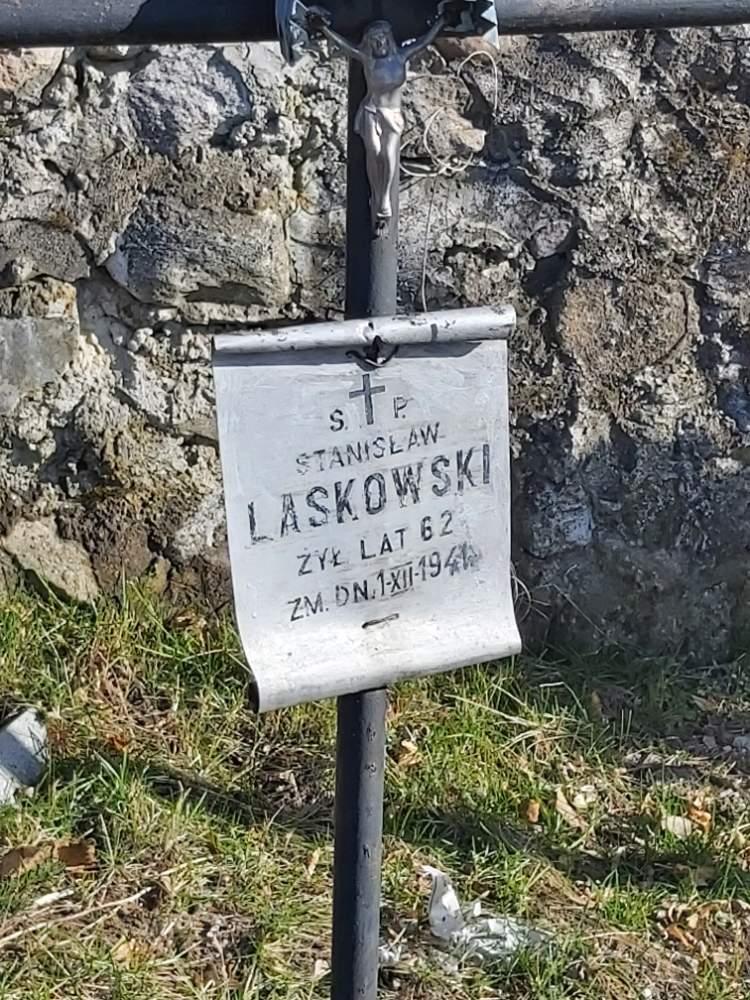 S. † P.
STANISŁAW
LASKOWSKI
ŻYŁ LAT 62
ZM. DN. 1-XII-1941.